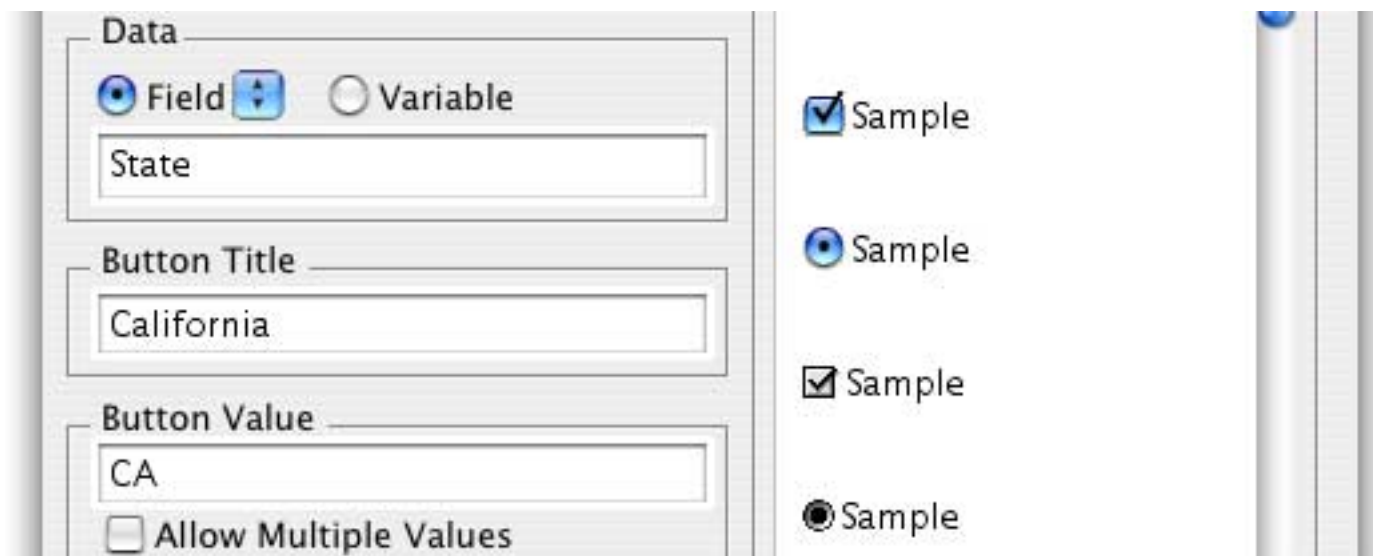 Data
Field Variable
State
Button Title
California
Button Value
CA
Allow Multiple Values
Sample
Sample
Sample
Sample